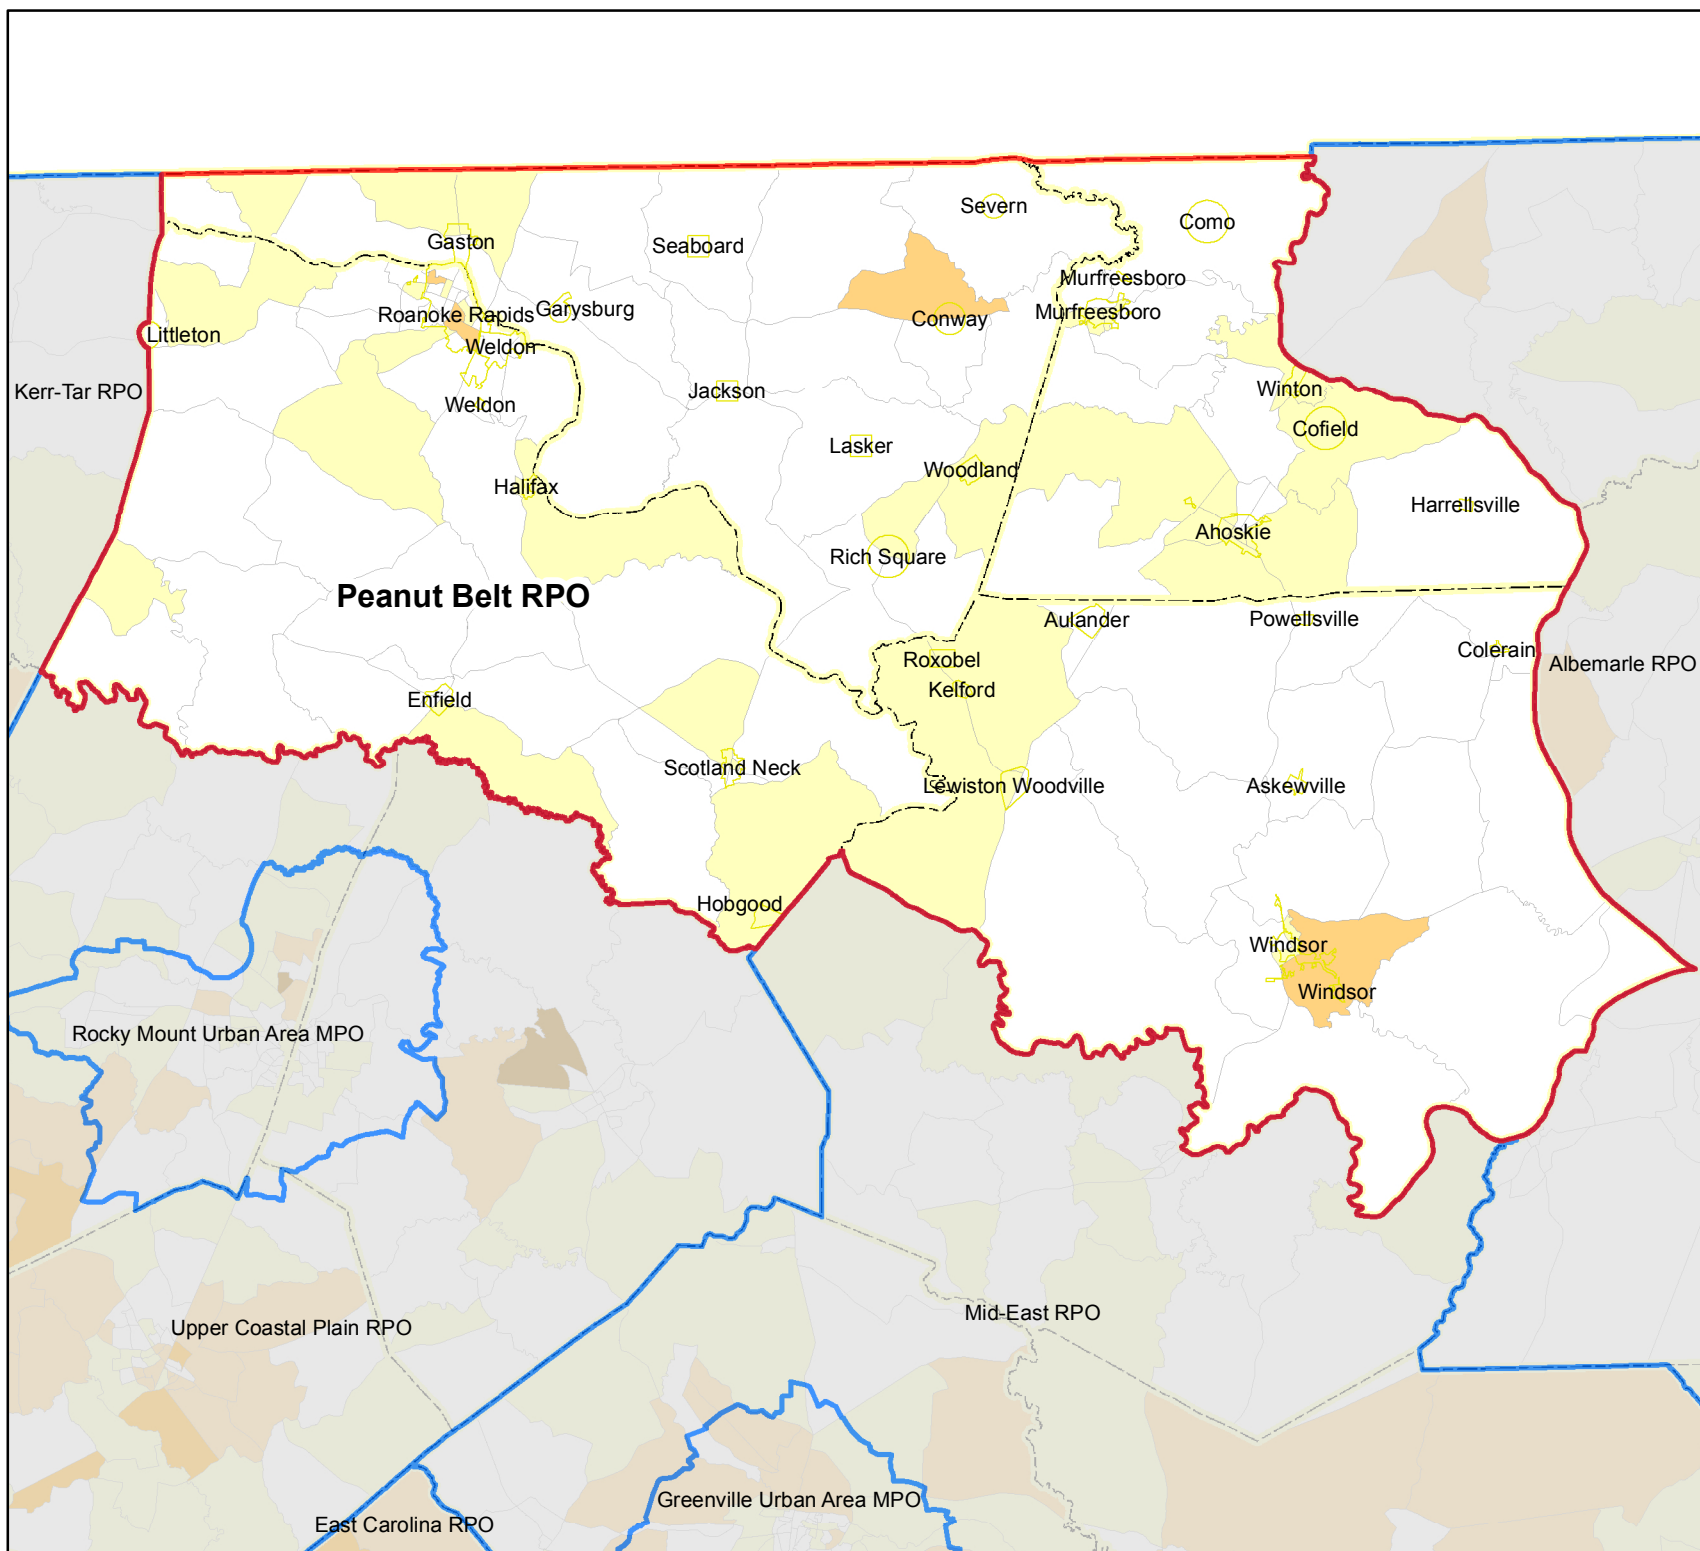 Severn
Como
Gaston
Seaboard
Murfreesboro
Garysburg
Roanoke Rapids
Murfreesboro
Conway
Littleton
Weldon
Kerr-Tar RPO
Jackson
Winton
Weldon
Cofield
Lasker
Woodland
Halifax
Harrellsville
Ahoskie
Rich Square
Peanut Belt RPO
Aulander
Powellsville
Colerain
Roxobel
Albemarle RPO
Kelford
Enfield
Scotland Neck
Lewiston Woodville
Askewville
Hobgood
Windsor
Windsor
Rocky Mount Urban Area MPO
Mid-East RPO
Upper Coastal Plain RPO
Greenville Urban Area MPO
East Carolina RPO